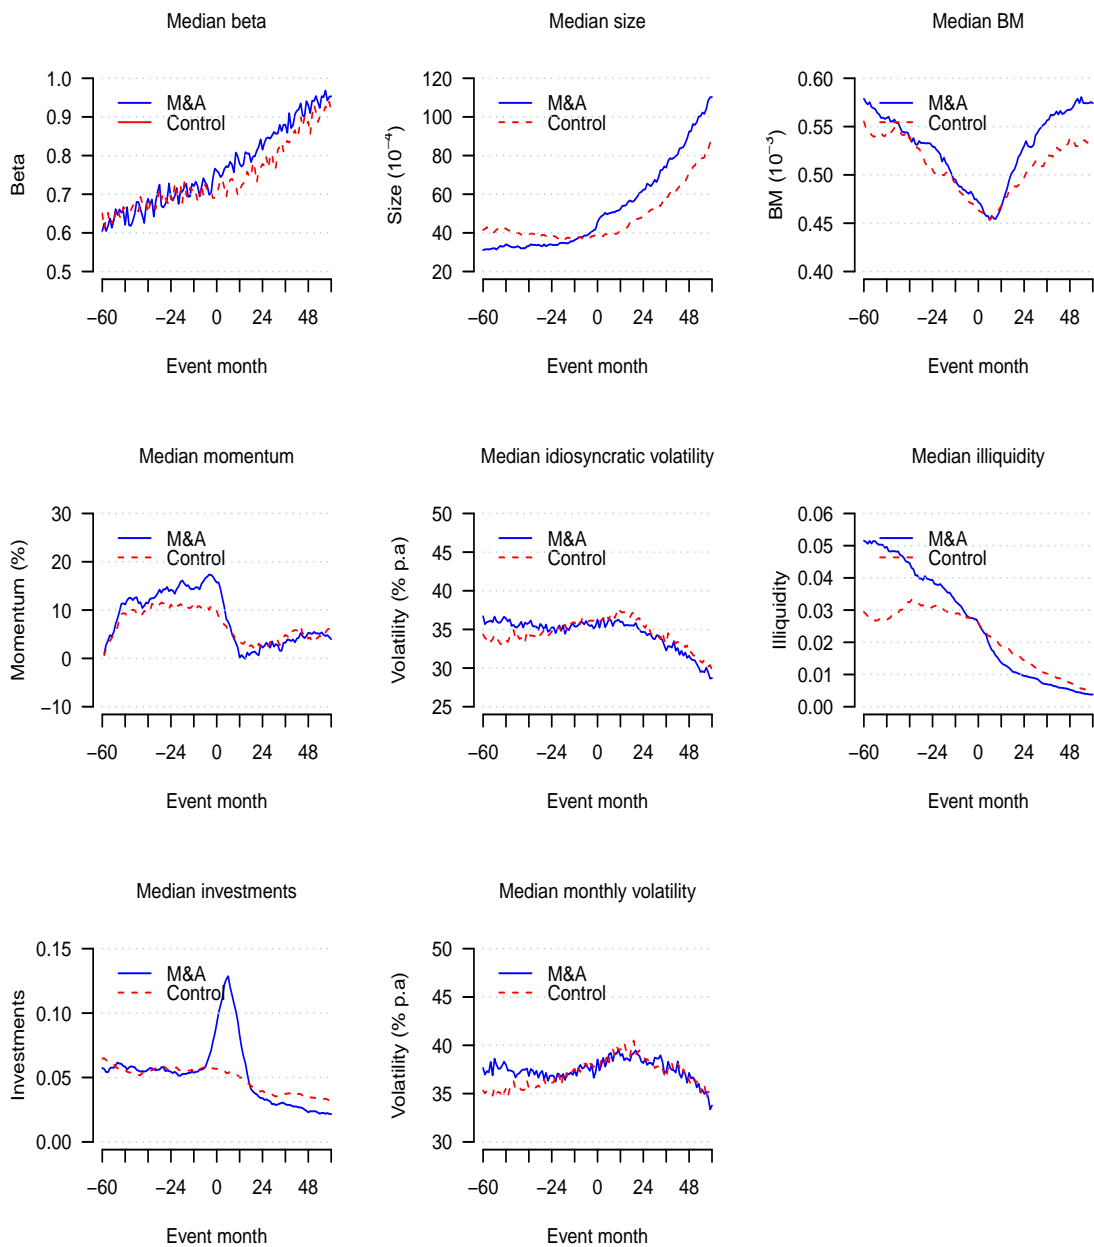 Median beta
Beta
1.0
0.9
0.8
0.7
0.6
0.5
M&A
Control
−60 −24 0 24 48
Event month
Median size
Size (10⁻⁴)
120
100
80
60
40
20
M&A
Control
−60 −24 0 24 48
Event month
Median BM
BM (10⁻³)
0.60
0.55
0.50
0.45
0.40
M&A
Control
−60 −24 0 24 48
Event month
Median momentum
Momentum (%)
30
20
10
0
−10
M&A
Control
−60 −24 0 24 48
Event month
Median idiosyncratic volatility
Volatility (% p.a)
50
45
40
35
30
25
M&A
Control
−60 −24 0 24 48
Event month
Median illiquidity
Illiquidity
0.06
0.05
0.04
0.03
0.02
0.01
0.00
M&A
Control
−60 −24 0 24 48
Event month
Median investments
Investments
0.15
0.10
0.05
0.00
M&A
Control
−60 −24 0 24 48
Event month
Median monthly volatility
Volatility (% p.a)
50
45
40
35
30
M&A
Control
−60 −24 0 24 48
Event month